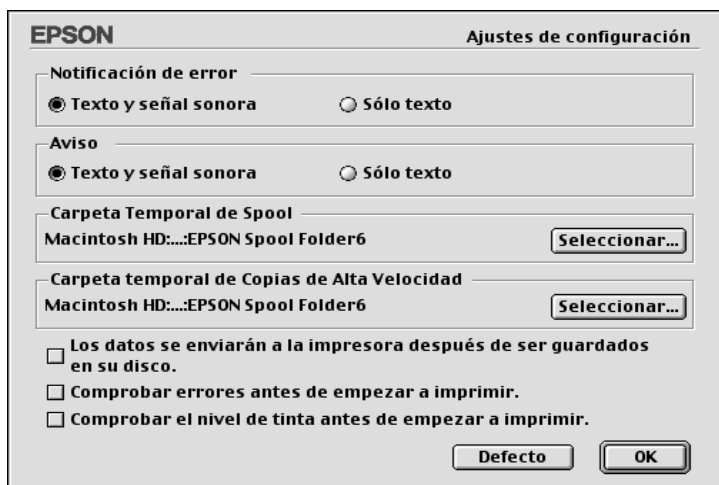 EPSON
Ajustes de configuración
Notificación de error
Texto y señal sonora
Sólo texto
Aviso
Texto y señal sonora
Sólo texto
Carpeta Temporal de Spool
Macintosh HD:...:EPSON Spool Folder6
Seleccionar...
Carpeta temporal de Copias de Alta Velocidad
Macintosh HD:...:EPSON Spool Folder6
Seleccionar...
Los datos se enviarán a la impresora después de ser guardados
en su disco.
Comprobar errores antes de empezar a imprimir.
Comprobar el nivel de tinta antes de empezar a imprimir.
Defecto
OK